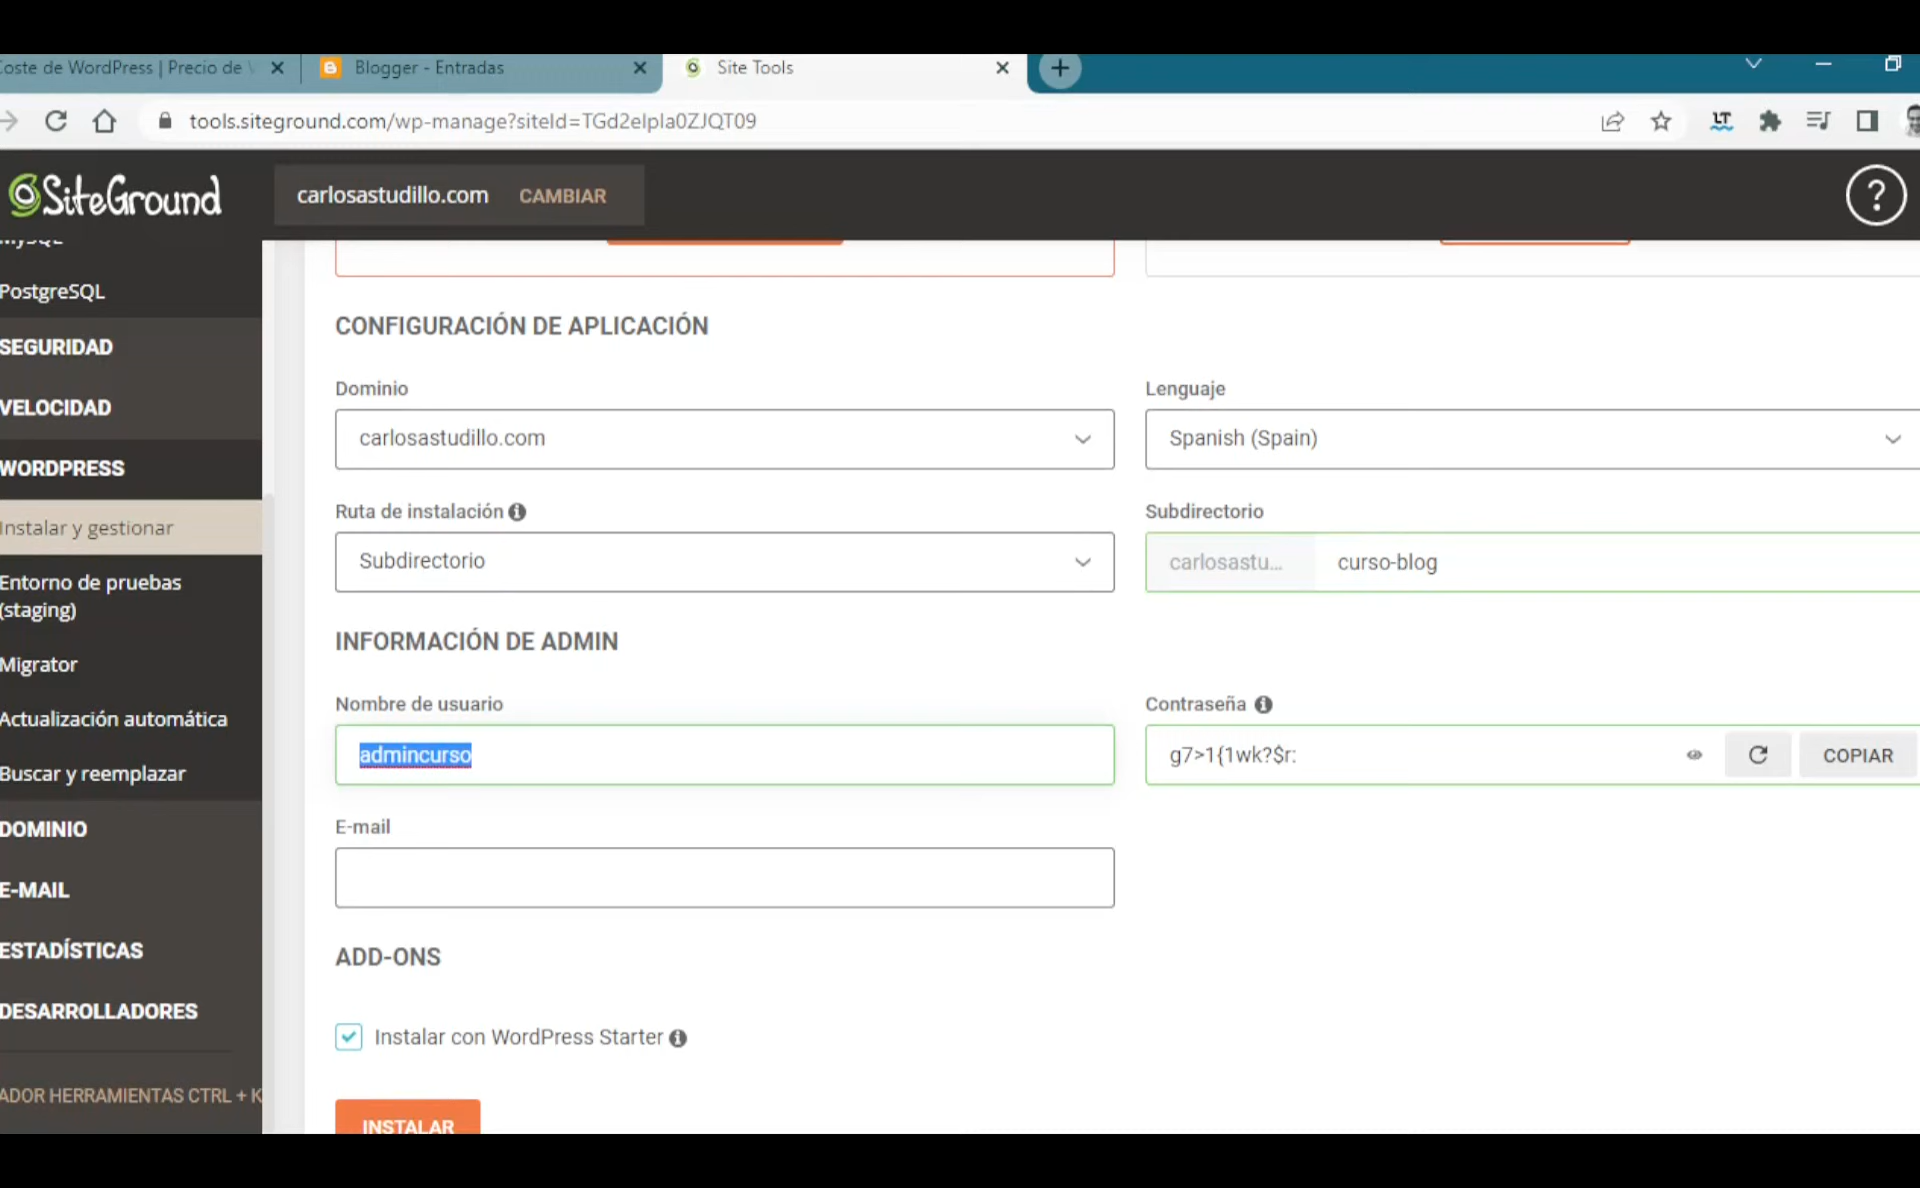 Coste de WordPress | Precio de
Blogger - Entradas
Site Tools
tools.siteground.com/wp-manage?siteId=TGd2elpla0ZJQT09
LT
SiteGround
carlosastudillo.com
CAMBIAR
?
MySQL
PostgreSQL
SEGURIDAD
VELOCIDAD
WORDPRESS
Instalar y gestionar
Entorno de pruebas
(staging)
Migrator
Actualización automática
Buscar y reemplazar
DOMINIO
E-MAIL
ESTADÍSTICAS
DESARROLLADORES
ADOR HERRAMIENTAS CTRL + K
CONFIGURACIÓN DE APLICACIÓN
Dominio
Lenguaje
carlosastudillo.com
Spanish (Spain)
Ruta de instalación
Subdirectorio
Subdirectorio
carlosastu...
curso-blog
INFORMACIÓN DE ADMIN
Nombre de usuario
Contraseña
admincurso
g7>1{1wk?$r:
COPIAR
E-mail
ADD-ONS
Instalar con WordPress Starter
INSTALAR